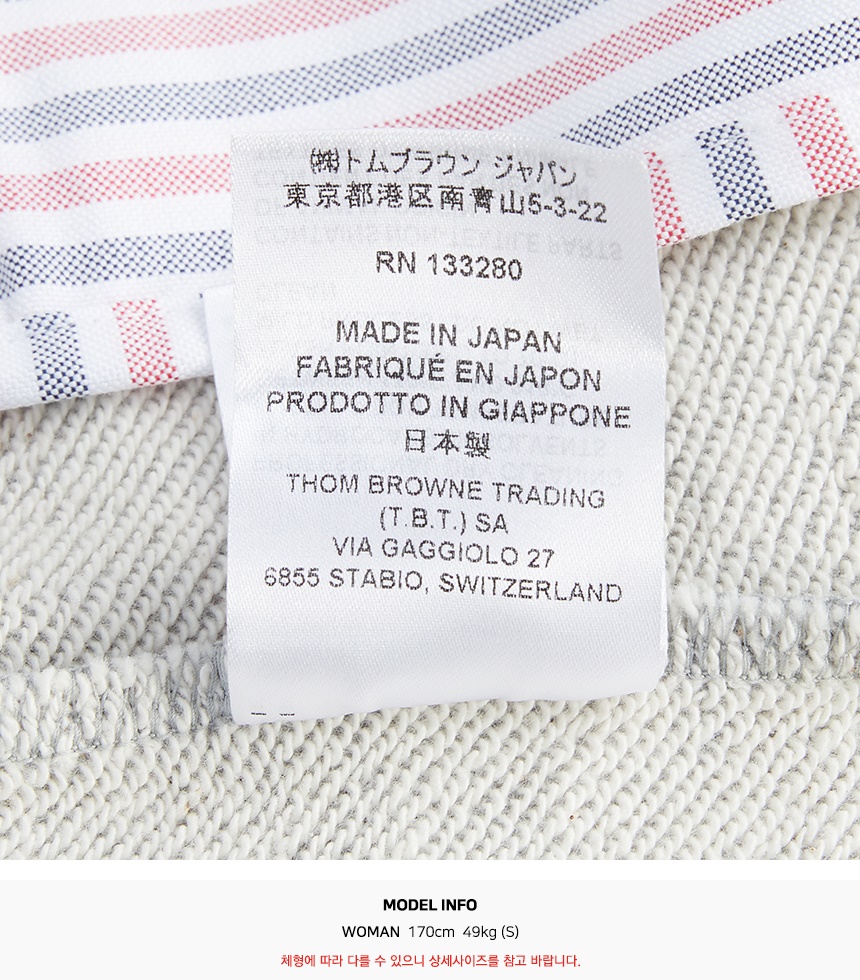 ㈱トムブラウン ジャパン
東京都港区南青山5-3-22
RN 133280
MADE IN JAPAN
FABRIQUÉ EN JAPON
PRODOTTO IN GIAPPONE
日本製
THOM BROWNE TRADING
(T.B.T.) SA
VIA GAGGIOLO 27
6855 STABIO, SWITZERLAND
MODEL INFO
WOMAN 170cm 49kg (S)
체형에 따라 다를 수 있으니 상세사이즈를 참고 바랍니다.